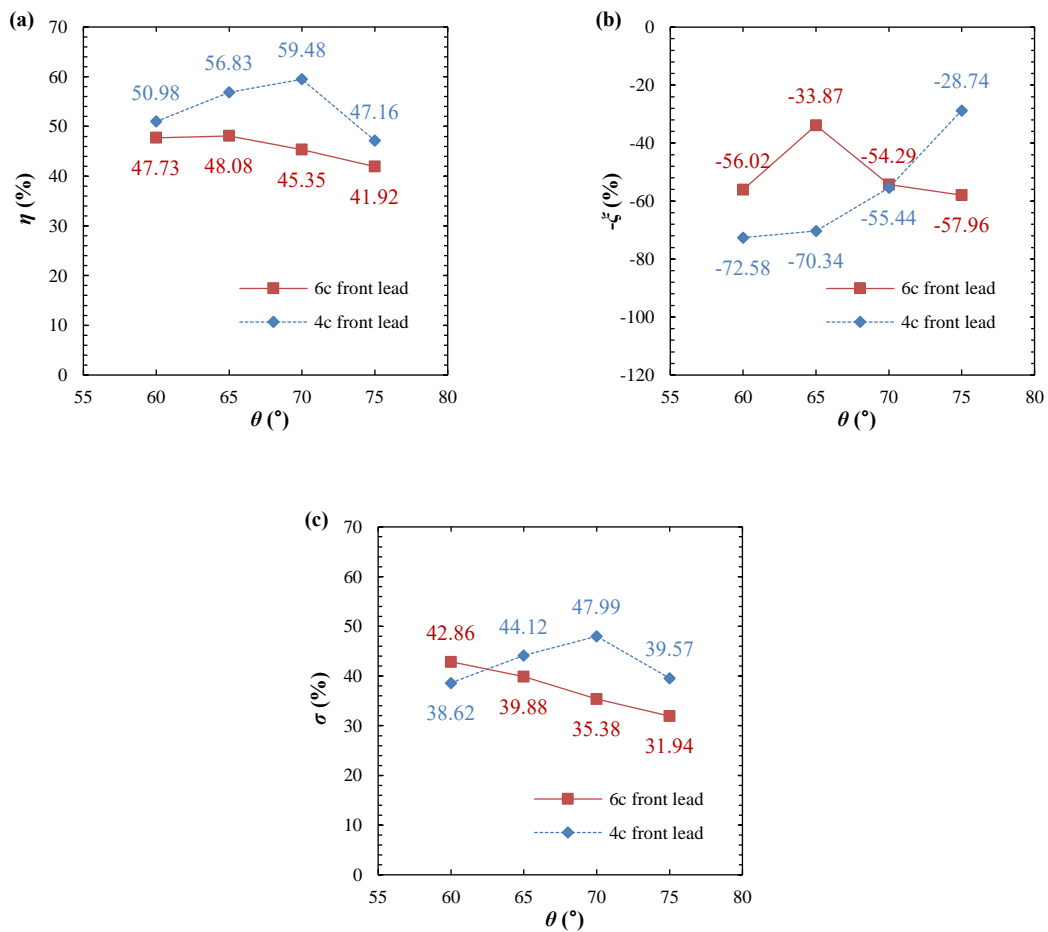 (a)
70
60
50
40
30
20
10
0
η (%)
50.98
56.83
59.48
47.16
47.73
48.08
45.35
41.92
6c front lead
4c front lead
55 60 65 70 75 80
θ (°)
(b)
0
-20
-40
-60
-80
-100
-120
-ξ (%)
-56.02
-33.87
-54.29
-28.74
-72.58
-70.34
-55.44
-57.96
6c front lead
4c front lead
55 60 65 70 75 80
θ (°)
(c)
70
60
50
40
30
20
10
0
σ (%)
42.86
44.12
47.99
39.57
38.62
39.88
35.38
31.94
6c front lead
4c front lead
55 60 65 70 75 80
θ (°)